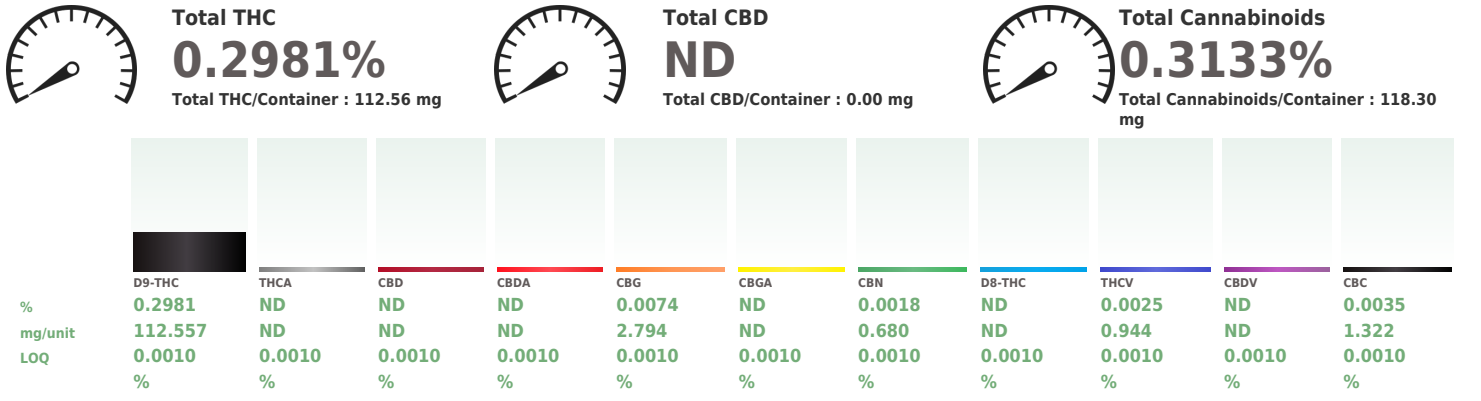 Total THC
0.2981%
Total THC/Container : 112.56 mg
Total CBD
ND
Total CBD/Container : 0.00 mg
Total Cannabinoids
0.3133%
Total Cannabinoids/Container : 118.30
mg
D9-THC THCA CBD CBDA CBG CBGA CBN D8-THC THCV CBDV CBC
% 0.2981 ND ND ND 0.0074 ND 0.0018 ND 0.0025 ND 0.0035
mg/unit 112.557 ND ND ND 2.794 ND 0.680 ND 0.944 ND 1.322
LOQ 0.0010 0.0010 0.0010 0.0010 0.0010 0.0010 0.0010 0.0010 0.0010 0.0010 0.0010
% % % % % % % % % % %